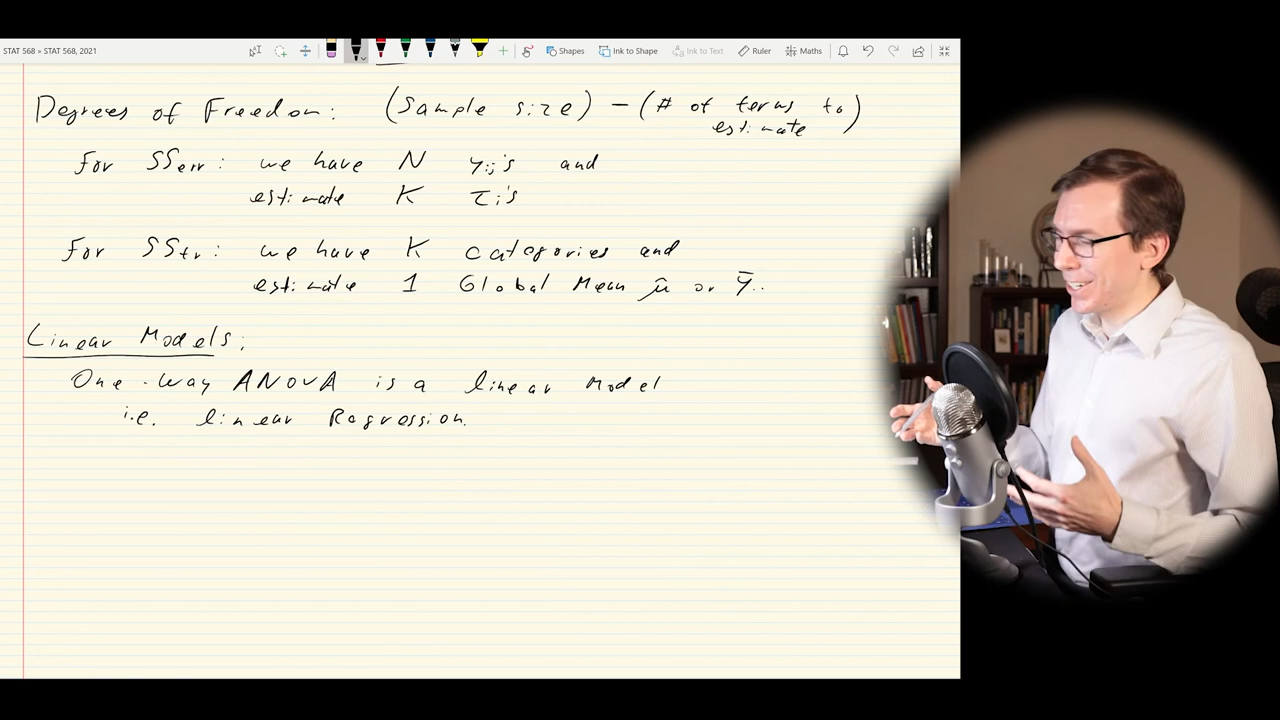 STAT 568 » STAT 568, 2021
Shapes Ink to Shape Ink to Text Ruler Maths
Degrees of Freedom: (Sample size) - (# of terms to estimate)
For SSerr: we have N yij's and
estimate K τi's
For SStr: we have K categories and
estimate 1 Global Mean μ̂ or ȳ..
Linear Models:
One-way ANOVA is a linear Model
i.e. linear Regression.